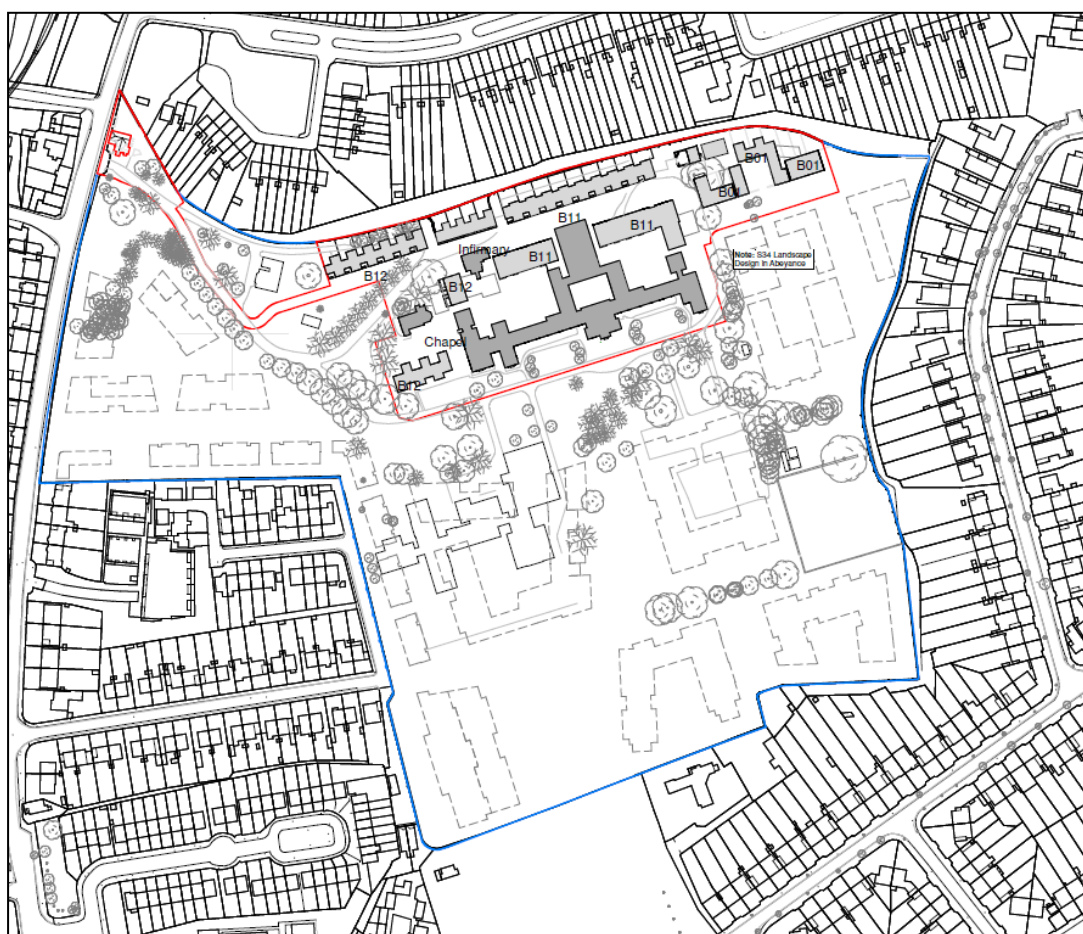 B01
B01
B01
B11
B11
Infirmary
B11
Note: S34 Landscape
Design In Abeyance
B12
B12
Chapel
B12